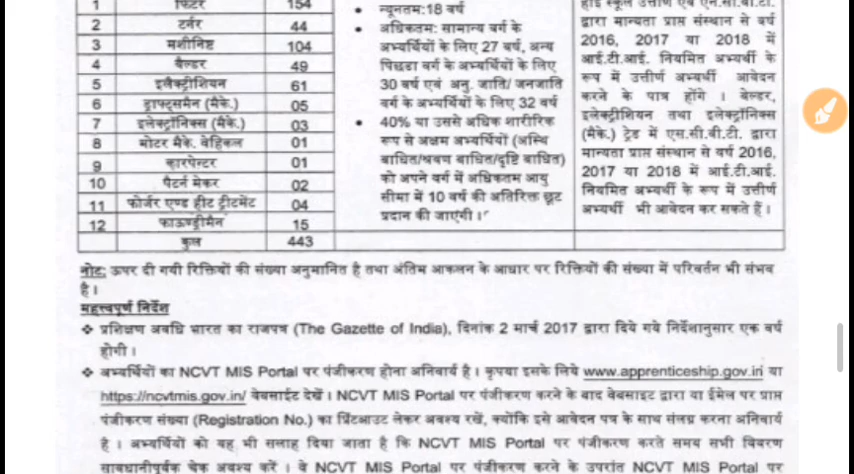 1 फिटर 154
2 टर्नर 44
3 मशीनिष्ट 104
4 वैल्डर 49
5 इलैक्ट्रीशियन 61
6 ड्राफ्ट्समैन (मैके.) 05
7 इलेक्ट्रॉनिक्स (मैके.) 03
8 मोटर मैके. वेहिकल 01
9 कारपेन्टर 01
10 पैटर्न मेकर 02
11 फोर्जर एण्ड हीट ट्रीटमेंट 04
12 फाऊण्ड्रीमैन 15
कुल 443
• न्यूनतम:18 वर्ष
• अधिकतम: सामान्य वर्ग के
अभ्यर्थियों के लिए 27 वर्ष, अन्य
पिछडा वर्ग के अभ्यर्थियों के लिए
30 वर्ष एवं अनु. जाति/ जनजाति
वर्ग के अभ्यर्थियों के लिए 32 वर्ष
• 40% या उससे अधिक शारीरिक
रूप से अक्षम अभ्यर्थियों (अस्थि
बाधित/श्रवण बाधित/दृष्टि बाधित)
को अपने वर्ग में अधिकतम आयु
सीमा में 10 वर्ष की अतिरिक्त छूट
प्रदान की जाएंगी।
हाई स्कूल उत्तीर्ण एवं एन.सी.वी.टी.
द्वारा मान्यता प्राप्त संस्थान से वर्ष
2016, 2017 या 2018 में
आई.टी.आई. नियमित अभ्यर्थी के
रूप में उत्तीर्ण अभ्यर्थी आवेदन
करने के पात्र होंगे । वेल्डर,
इलेक्ट्रीशियन तथा इलेक्ट्रॉनिक्स
(मैके.) ट्रेड में एस.सी.वी.टी. द्वारा
मान्यता प्राप्त संस्थान से वर्ष 2016,
2017 या 2018 में आई.टी.आई.
नियमित अभ्यर्थी के रूप में उत्तीर्ण
अभ्यर्थी भी आवेदन कर सकते हैं।
नोट: ऊपर दी गयी रिक्तियों की संख्या अनुमानित है तथा अंतिम आकलन के आधार पर रिक्तियों की संख्या में परिवर्तन भी संभव
है।
महत्त्वपूर्ण निर्देश
❖ प्रशिक्षण अवधि भारत का राजपत्र (The Gazette of India), दिनांक 2 मार्च 2017 द्वारा दिये गये निर्देशानुसार एक वर्ष
होगी।
❖ अभ्यर्थियों का NCVT MIS Portal पर पंजीकरण होना अनिवार्य है। कृपया इसके लिये www.apprenticeship.gov.in या
https://ncvtmis.gov.in/ वेबसाईट देखें। NCVT MIS Portal पर पंजीकरण करने के बाद वेबसाइट द्वारा या ईमेल पर प्राप्त
पंजीकरण संख्या (Registration No.) का प्रिंटआउट लेकर अवश्य रखें, क्योंकि इसे आवेदन पत्र के साथ संलग्न करना अनिवार्य
है । अभ्यर्थियों को यह भी सलाह दिया जाता है कि NCVT MIS Portal पर पंजीकरण करते समय सभी विवरण
सावधानीपूर्वक चेक अवश्य करें । वे NCVT MIS Portal पर पंजीकरण करने के उपरांत NCVT MIS Portal पर